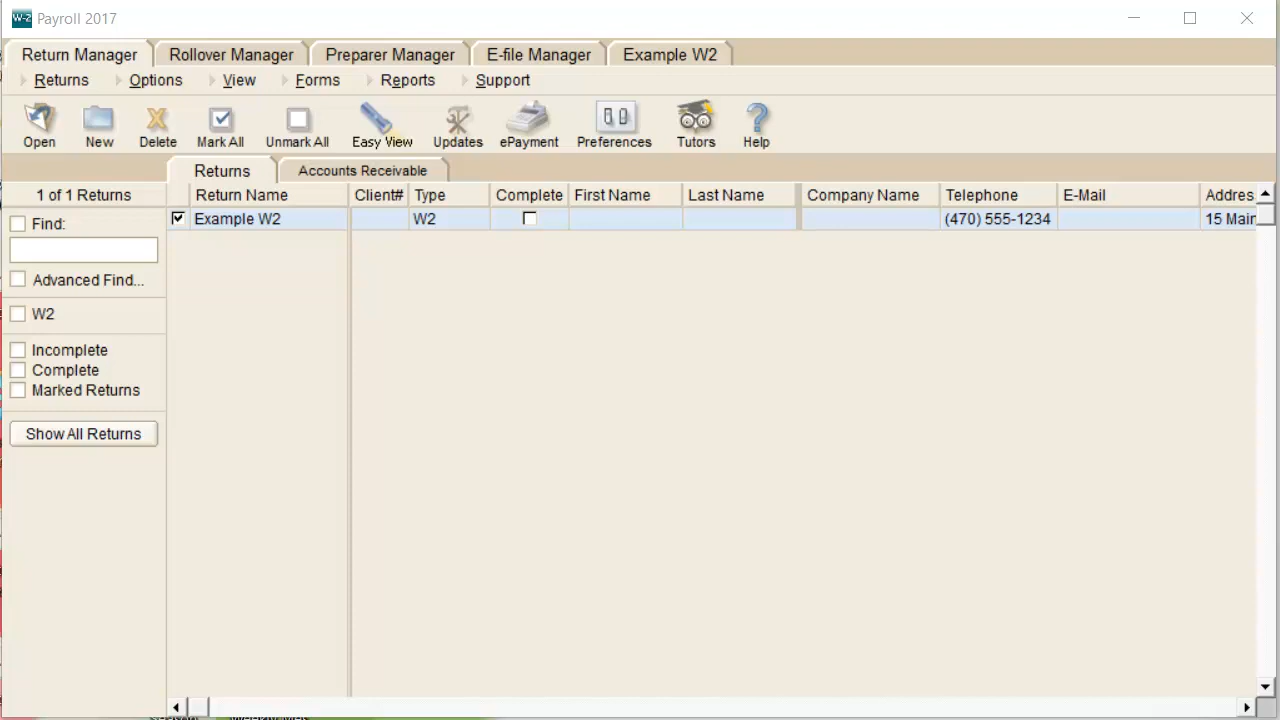 W-2 Payroll 2017
Return Manager Rollover Manager Preparer Manager E-file Manager Example W2
Returns Options View Forms Reports Support
Open New Delete Mark All Unmark All Easy View Updates ePayment Preferences Tutors Help
Returns Accounts Receivable
1 of 1 Returns Return Name Client# Type Complete First Name Last Name Company Name Telephone E-Mail Addres
Example W2 W2 (470) 555-1234 15 Main
Find:
Advanced Find...
W2
Incomplete
Complete
Marked Returns
Show All Returns